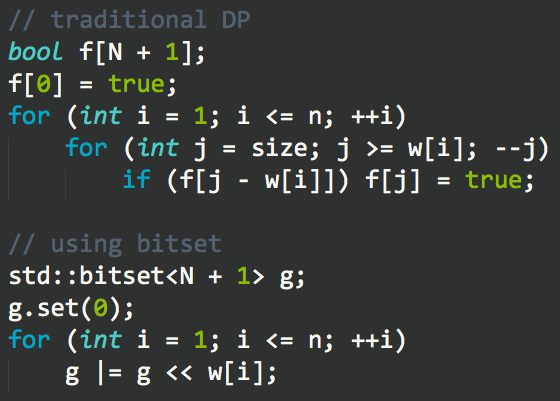 // traditional DP
bool f[N + 1];
f[0] = true;
for (int i = 1; i <= n; ++i)
    for (int j = size; j >= w[i]; --j)
        if (f[j - w[i]]) f[j] = true;

// using bitset
std::bitset<N + 1> g;
g.set(0);
for (int i = 1; i <= n; ++i)
    g |= g << w[i];